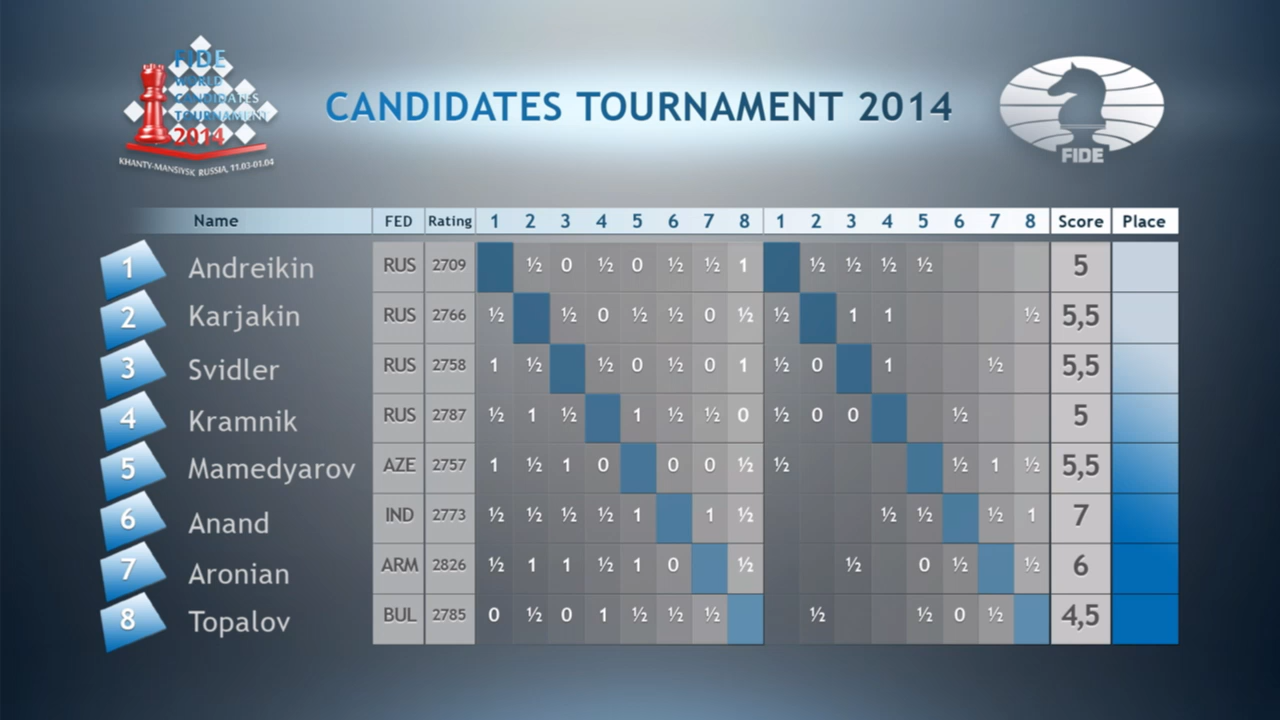 FIDE
WORLD
CANDIDATES
TOURNAMENT
2014
KHANTY-MANSIYSK RUSSIA, 11.03-01.04
CANDIDATES TOURNAMENT 2014
FIDE
Name FED Rating 1 2 3 4 5 6 7 8 1 2 3 4 5 6 7 8 Score Place
1 Andreikin RUS 2709 ½ 0 ½ 0 ½ ½ 1 ½ ½ ½ ½ 5
2 Karjakin RUS 2766 ½ ½ 0 ½ ½ 0 ½ ½ 1 1 ½ 5,5
3 Svidler RUS 2758 1 ½ ½ 0 ½ 0 1 ½ 0 1 ½ 5,5
4 Kramnik RUS 2787 ½ 1 ½ 1 ½ ½ 0 ½ 0 0 ½ 5
5 Mamedyarov AZE 2757 1 ½ 1 0 0 0 ½ ½ ½ 1 ½ 5,5
6 Anand IND 2773 ½ ½ ½ ½ 1 1 ½ ½ ½ ½ 1 7
7 Aronian ARM 2826 ½ 1 1 ½ 1 0 ½ ½ 0 ½ ½ 6
8 Topalov BUL 2785 0 ½ 0 1 ½ ½ ½ ½ ½ 0 ½ 4,5